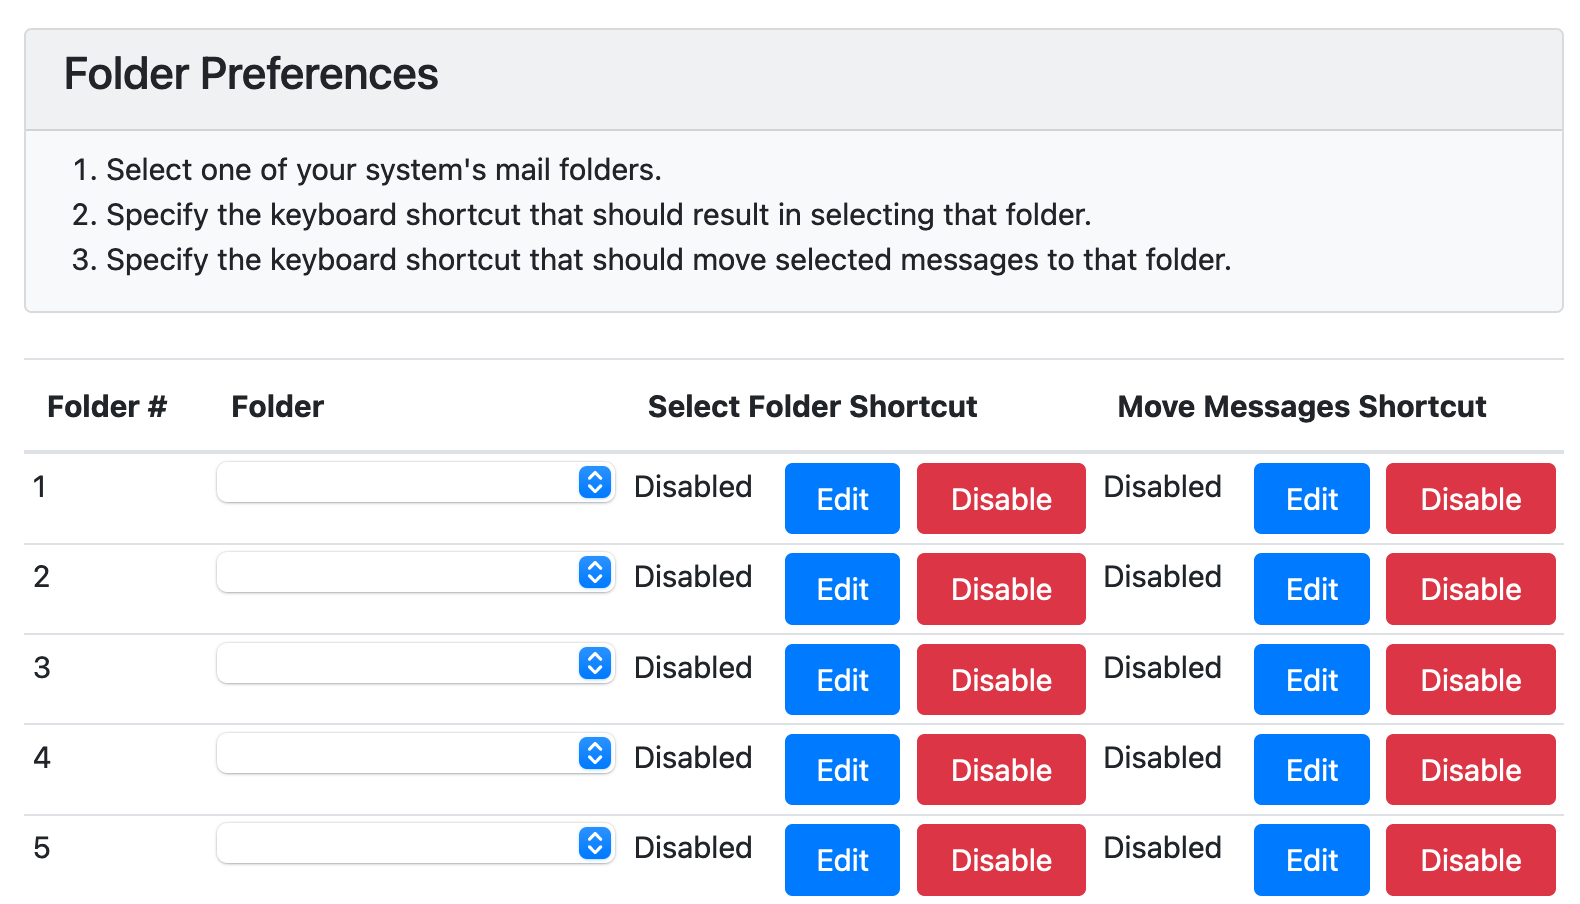 Folder Preferences
1. Select one of your system's mail folders.
2. Specify the keyboard shortcut that should result in selecting that folder.
3. Specify the keyboard shortcut that should move selected messages to that folder.
Folder # Folder Select Folder Shortcut Move Messages Shortcut
1 Disabled Edit Disable Disabled Edit Disable
2 Disabled Edit Disable Disabled Edit Disable
3 Disabled Edit Disable Disabled Edit Disable
4 Disabled Edit Disable Disabled Edit Disable
5 Disabled Edit Disable Disabled Edit Disable